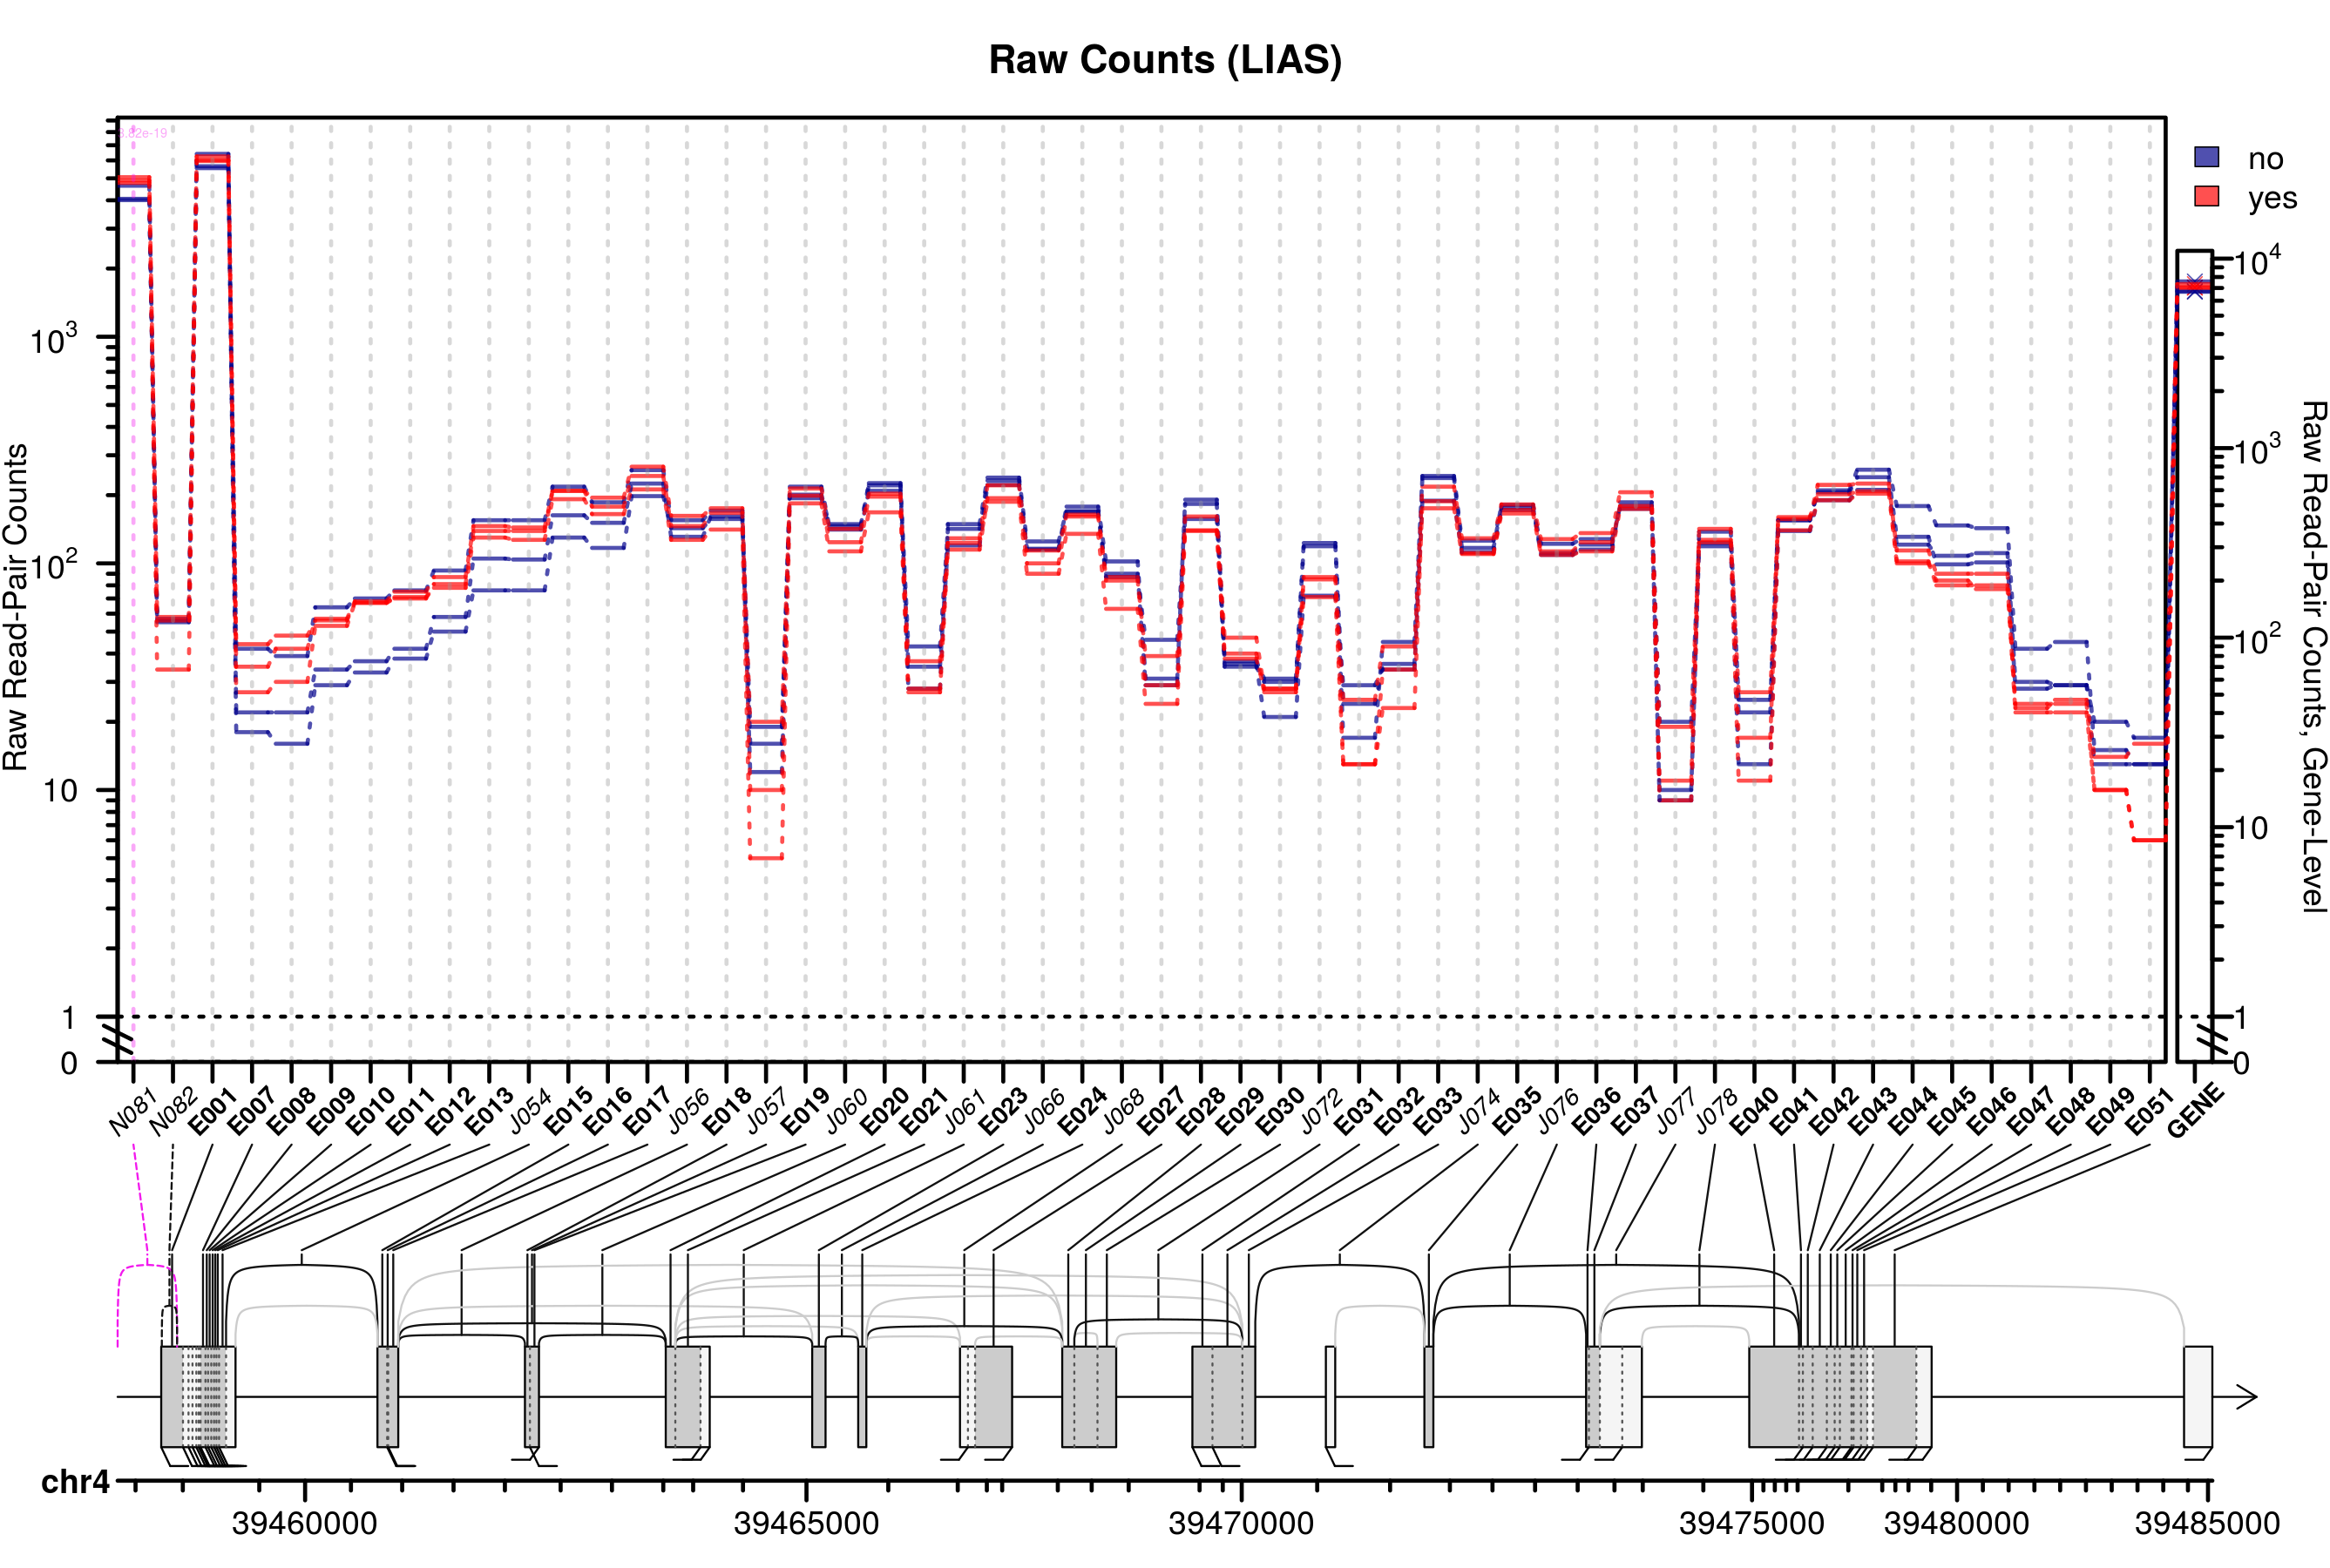 Raw Counts (LIAS)
8.82e-19
no
yes
Raw Read-Pair Counts
10^3
10^2
10
1
0
10^4
10^3
10^2
10
1
0
Raw Read-Pair Counts, Gene-Level
N081 N082 E001 E007 E008 E009 E010 E011 E012 E013 J054 E015 E016 E017 J056 E018 J057 E019 J060 E020 E021 J061 E023 J066 E024 J068 E027 E028 E029 E030 J072 E031 E032 E033 J074 E035 J076 E036 E037 J077 J078 E040 E041 E042 E043 E044 E045 E046 E047 E048 E049 E051 GENE
chr4
39460000 39465000 39470000 39475000 39480000 39485000